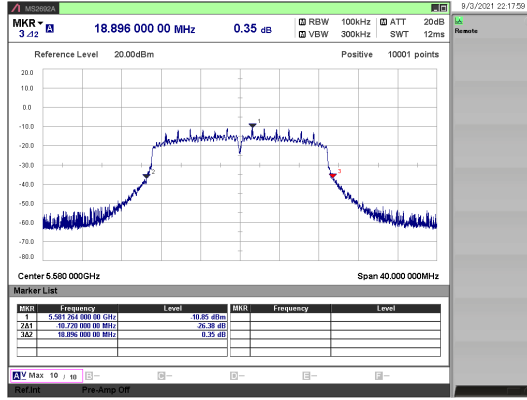 MS2692A
9/3/2021 22:17:59
MKR A 18.896 000 00 MHz 0.35 dB A RBW 100kHz A ATT 20dB
3 Δ2 A VBW 300kHz SWT 12ms
Remote
Reference Level 20.00dBm Positive 10001 points
20.0
10.0
0.0
-10.0
1
-20.0
-30.0
2 3
-40.0
-50.0
-60.0
-70.0
-80.0
Center 5.580 000GHz Span 40.000 000MHz
Marker List
MKR Frequency Level MKR Frequency Level
1 5.581 264 000 00 GHz -10.85 dBm
2Δ1 -10.720 000 00 MHz -26.38 dB
3Δ2 18.896 000 00 MHz 0.35 dB
A V Max 10 / 10 B -- C -- D -- E -- F --
Ref.Int Pre-Amp Off